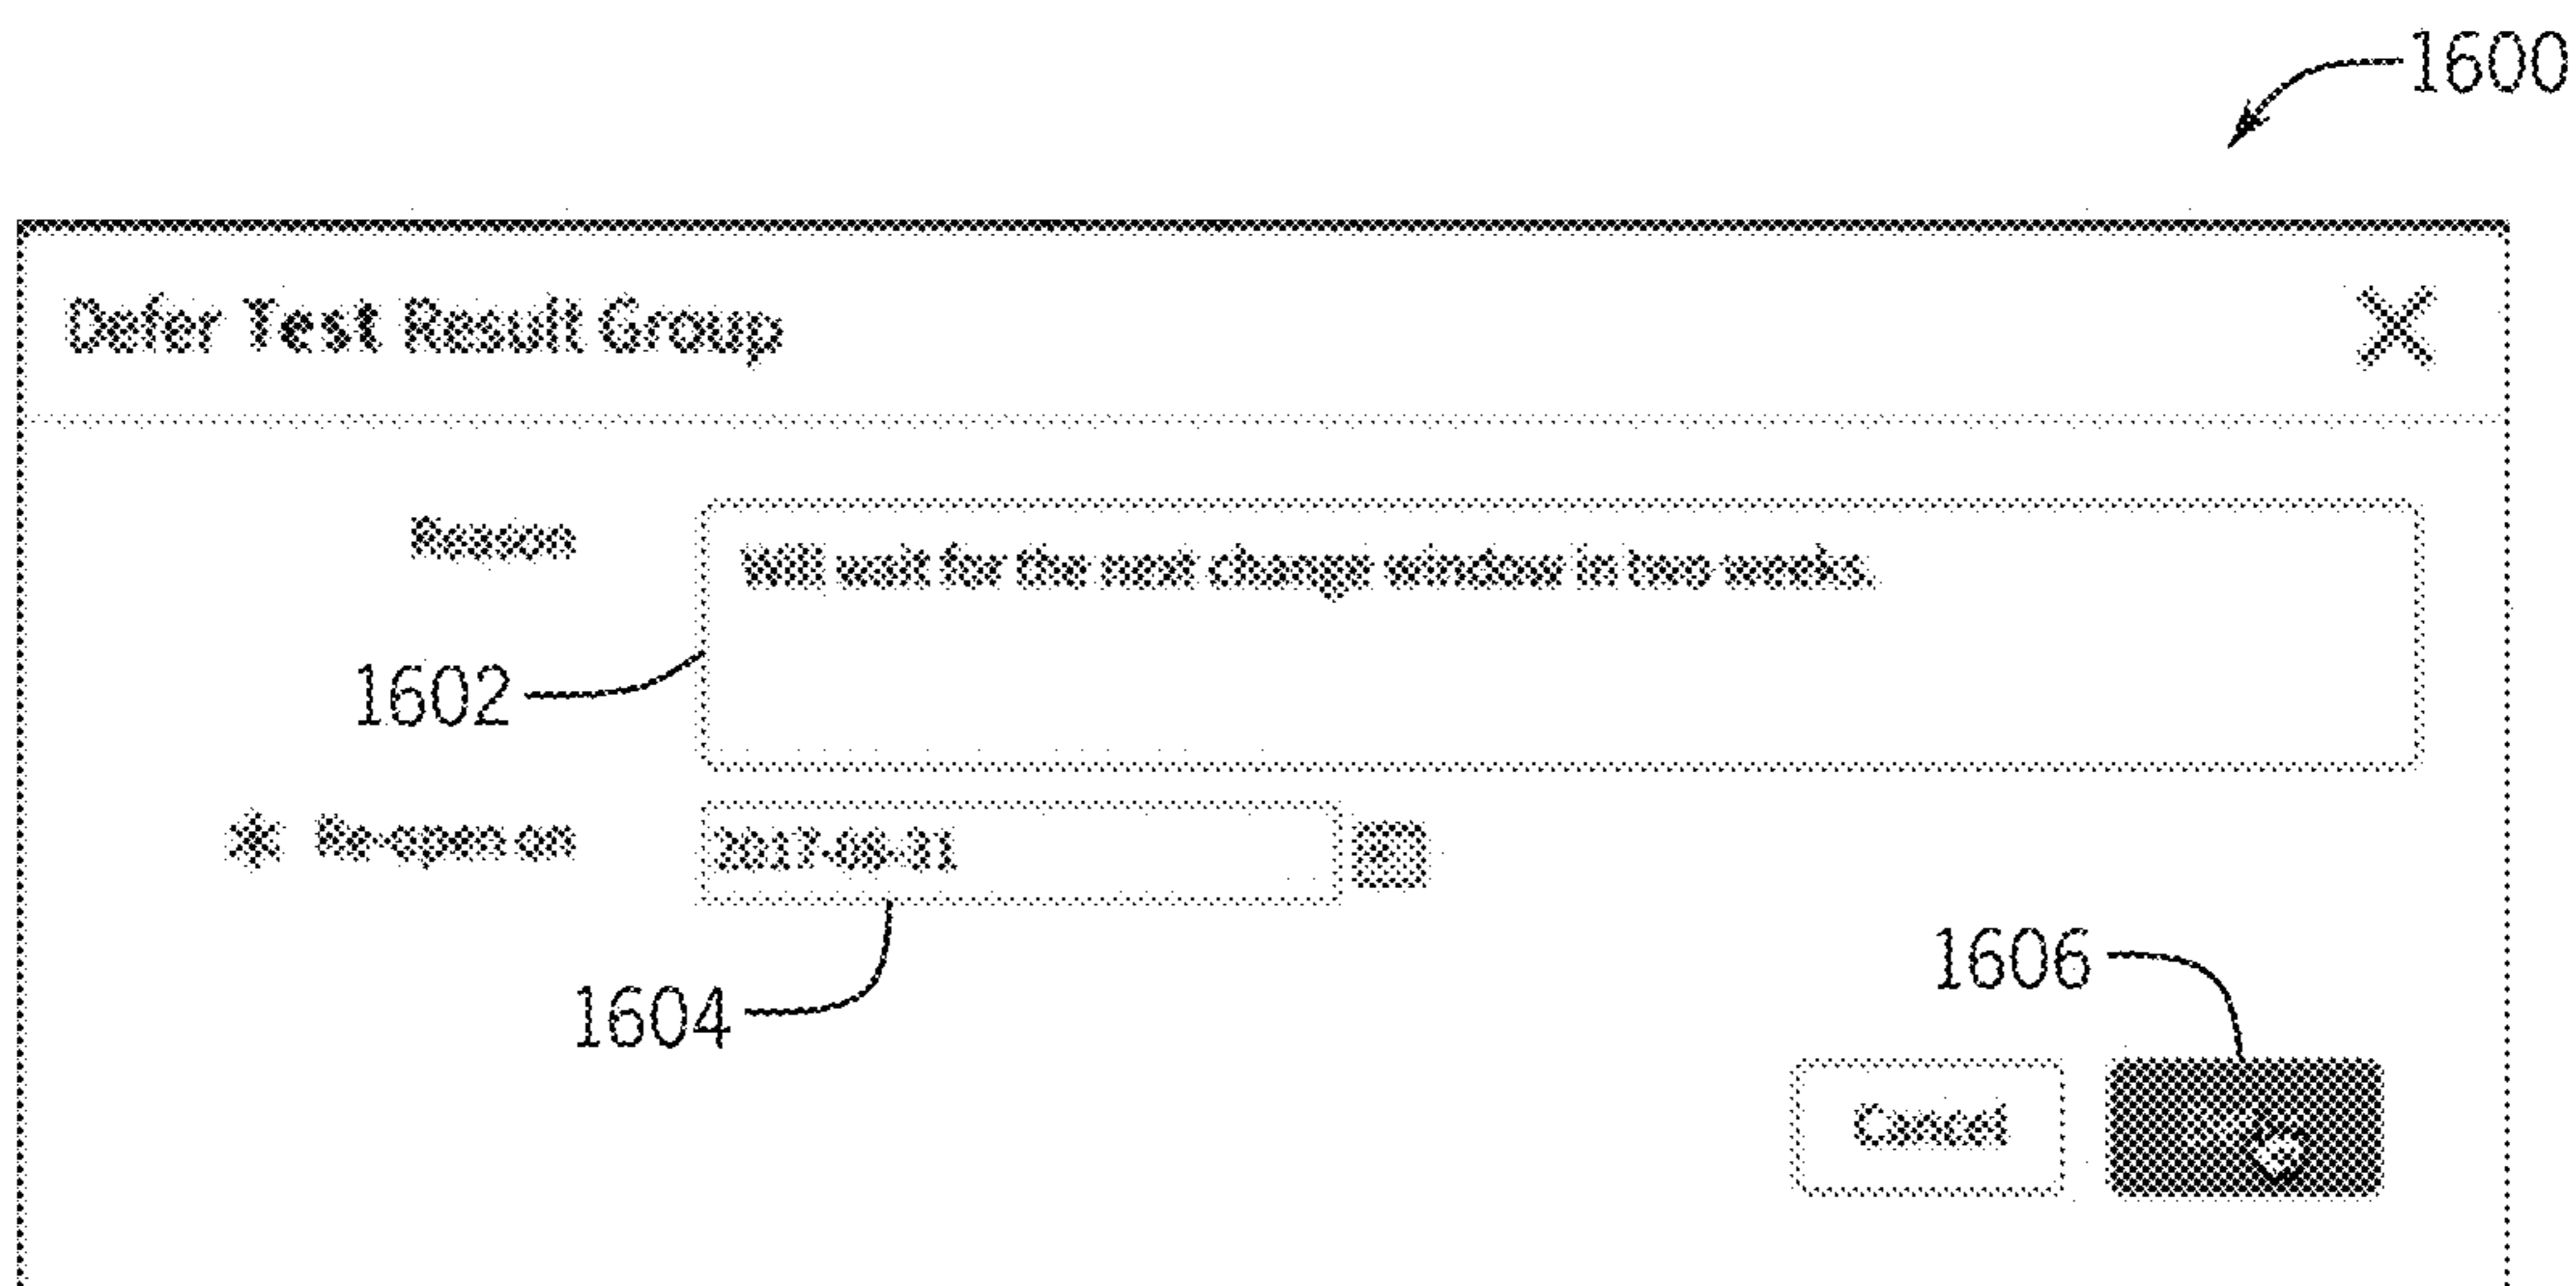 1600
Defer Test Result Group
Reason
Will wait for the next change window in two weeks.
1602
* Re-open on
1604
1606
Cancel